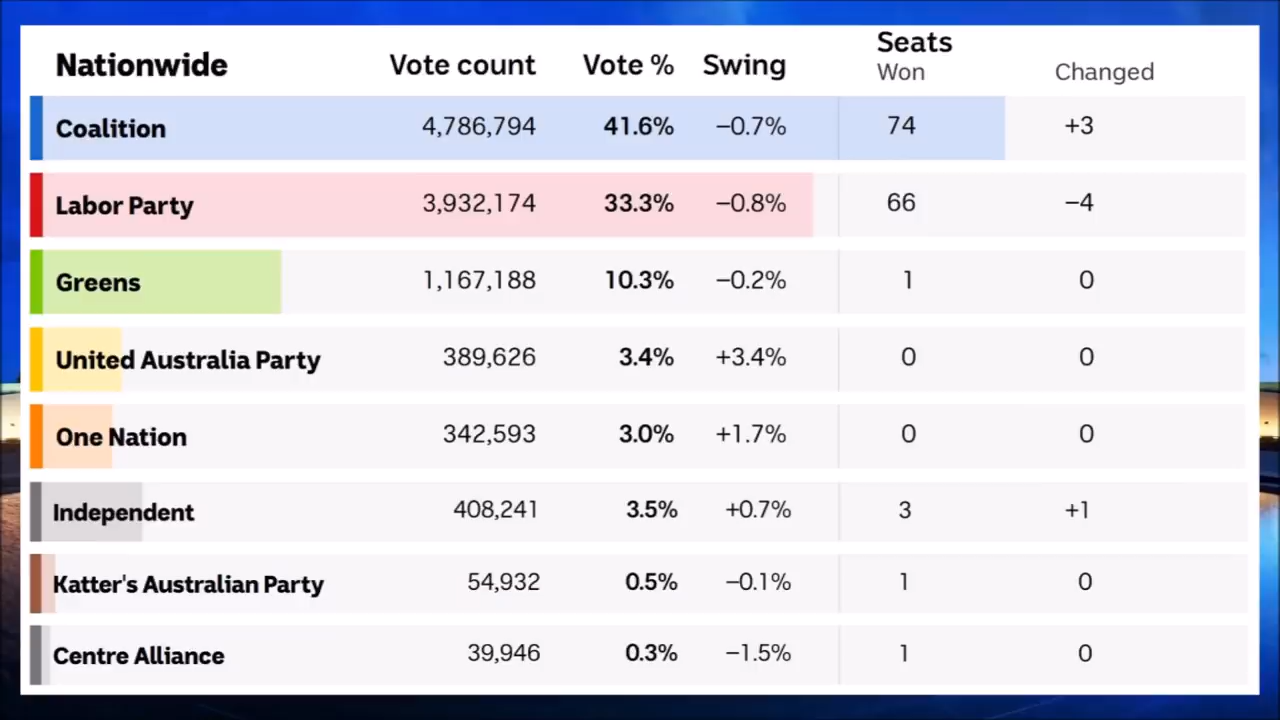 Nationwide Vote count Vote % Swing Seats Won Changed
Coalition 4,786,794 41.6% –0.7% 74 +3
Labor Party 3,932,174 33.3% –0.8% 66 –4
Greens 1,167,188 10.3% –0.2% 1 0
United Australia Party 389,626 3.4% +3.4% 0 0
One Nation 342,593 3.0% +1.7% 0 0
Independent 408,241 3.5% +0.7% 3 +1
Katter's Australian Party 54,932 0.5% –0.1% 1 0
Centre Alliance 39,946 0.3% –1.5% 1 0